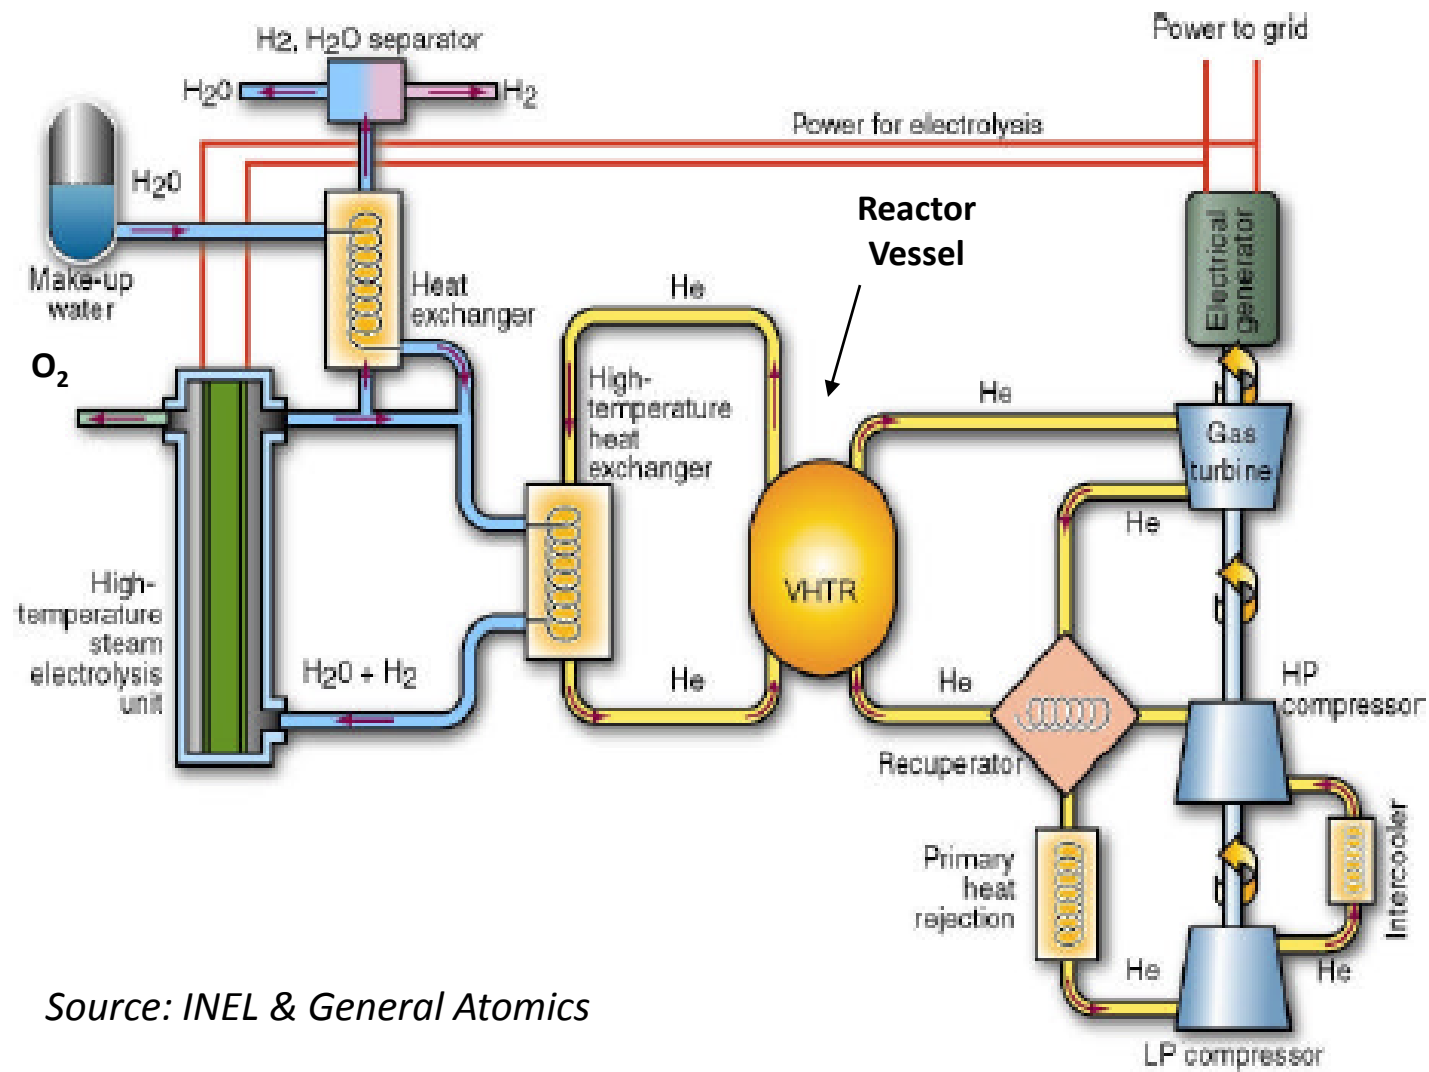 Power to grid
H2, H2O separator
H2O
H2
Power for electrolysis
H2O
Reactor
Vessel
Electrical
generator
Make-up
water
Heat
exchanger
He
O2
High-
temperature
heat
exchanger
He
Gas
turbine
He
VHTR
High-
temperature
steam
electrolysis
unit
H2O + H2
He
He
HP
compressor
Recuperator
Intercooler
Primary
heat
rejection
He
He
Source: INEL & General Atomics
LP compressor